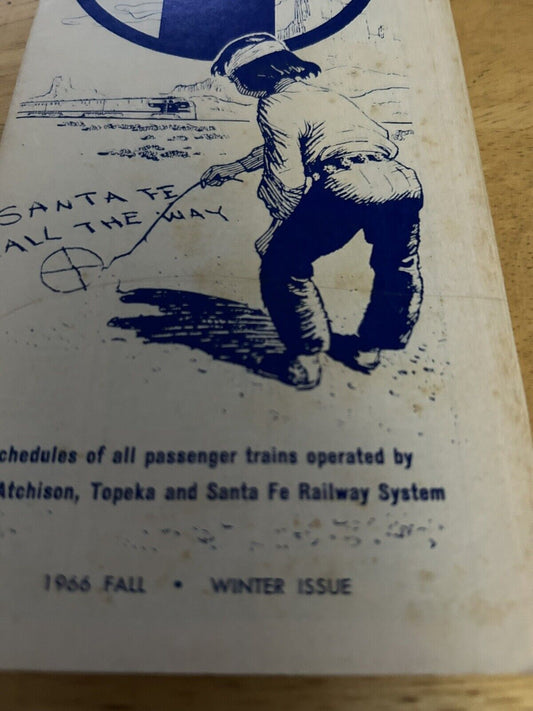 SANTA FE
ALL THE WAY
chedules of all passenger trains operated by
Atchison, Topeka and Santa Fe Railway System
1966 FALL • WINTER ISSUE